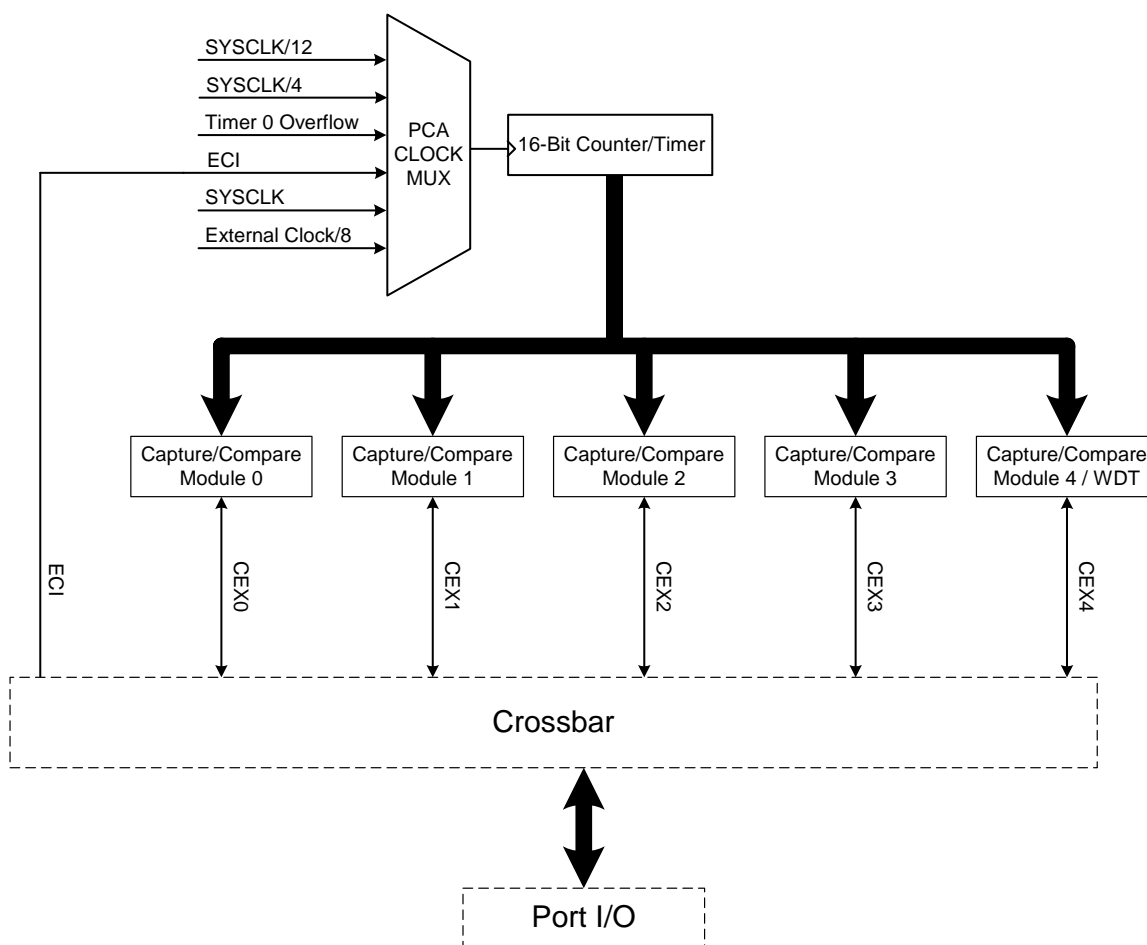 SYSCLK/12
SYSCLK/4
Timer 0 Overflow
ECI
SYSCLK
External Clock/8
PCA
CLOCK
MUX
16-Bit Counter/Timer
Capture/Compare
Module 0
Capture/Compare
Module 1
Capture/Compare
Module 2
Capture/Compare
Module 3
Capture/Compare
Module 4 / WDT
ECI
CEX0
CEX1
CEX2
CEX3
CEX4
Crossbar
Port I/O